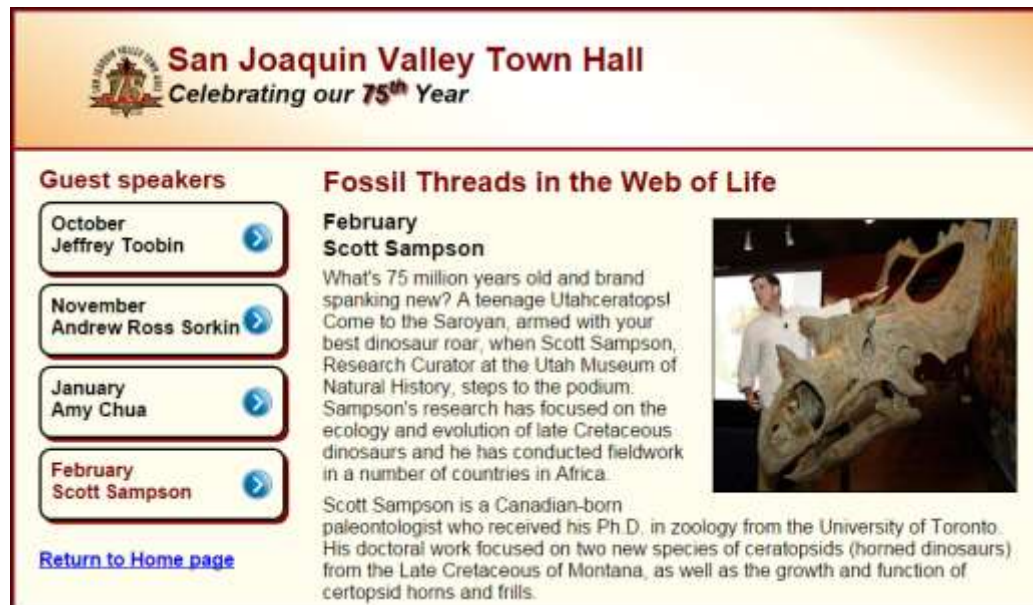 San Joaquin Valley Town Hall
Celebrating our 75th Year
Guest speakers
October
Jeffrey Toobin
November
Andrew Ross Sorkin
January
Amy Chua
February
Scott Sampson
Return to Home page
Fossil Threads in the Web of Life
February
Scott Sampson
What's 75 million years old and brand
spanking new? A teenage Utahceratops!
Come to the Saroyan, armed with your
best dinosaur roar, when Scott Sampson,
Research Curator at the Utah Museum of
Natural History, steps to the podium.
Sampson's research has focused on the
ecology and evolution of late Cretaceous
dinosaurs and he has conducted fieldwork
in a number of countries in Africa.
Scott Sampson is a Canadian-born
paleontologist who received his Ph.D. in zoology from the University of Toronto.
His doctoral work focused on two new species of ceratopsids (horned dinosaurs)
from the Late Cretaceous of Montana, as well as the growth and function of
certopsid horns and frills.